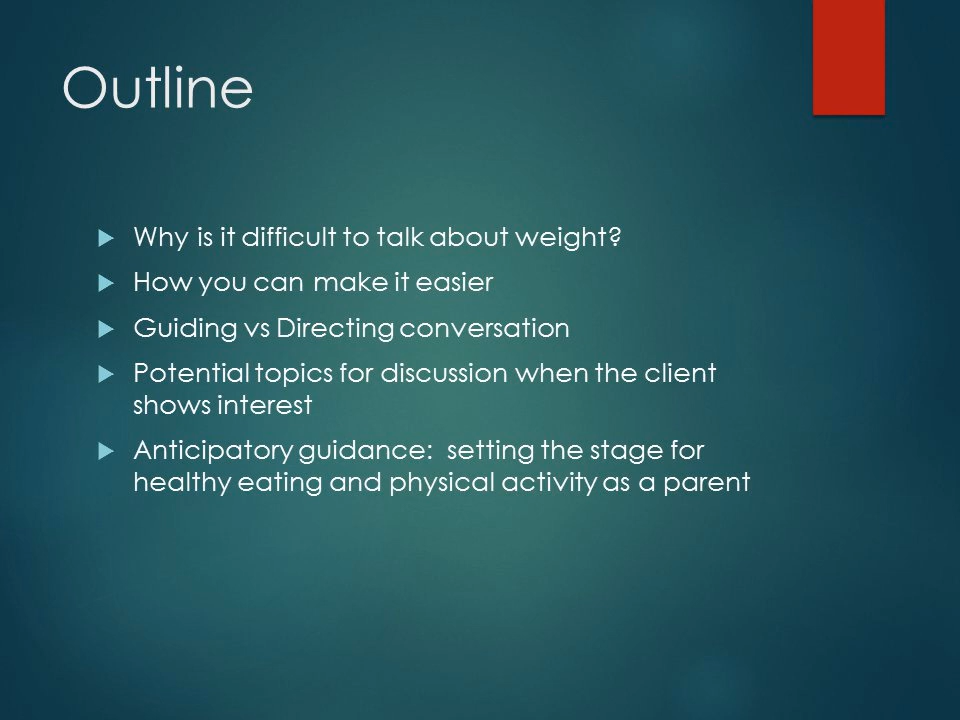 Outline
Why is it difficult to talk about weight?
How you can make it easier
Guiding vs Directing conversation
Potential topics for discussion when the client
shows interest
Anticipatory guidance:  setting the stage for
healthy eating and physical activity as a parent